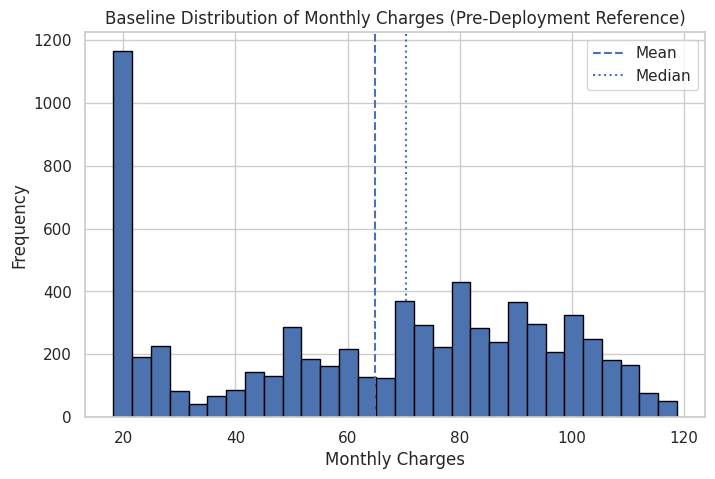 Baseline Distribution of Monthly Charges (Pre-Deployment Reference)
Mean
Median
Frequency
1200
1000
800
600
400
200
0
20 40 60 80 100 120
Monthly Charges